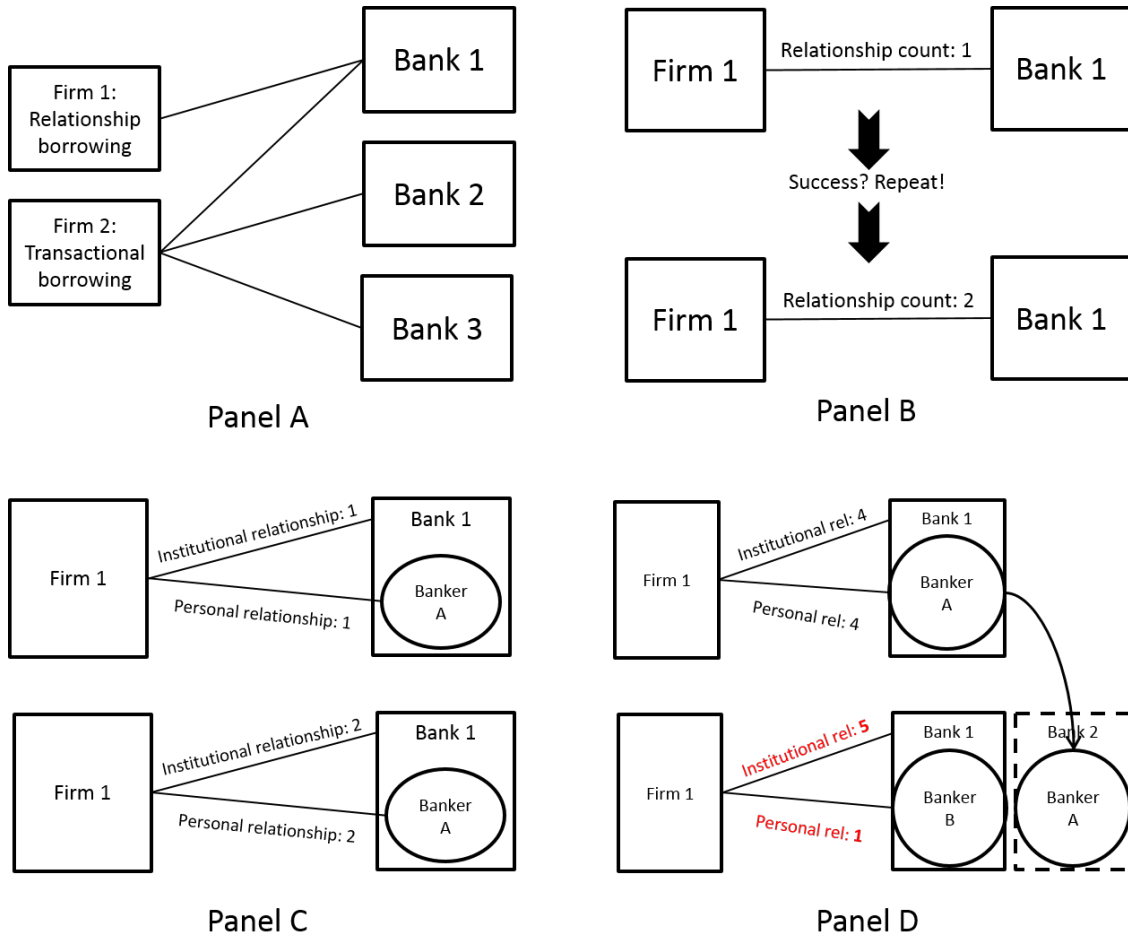 Firm 1:
Relationship
borrowing
Firm 2:
Transactional
borrowing
Bank 1
Bank 2
Bank 3
Panel A
Firm 1
Relationship count: 1
Bank 1
Success? Repeat!
Firm 1
Relationship count: 2
Bank 1
Panel B
Firm 1
Institutional relationship: 1
Personal relationship: 1
Bank 1
Banker
A
Firm 1
Institutional relationship: 2
Personal relationship: 2
Bank 1
Banker
A
Panel C
Firm 1
Institutional rel: 4
Personal rel: 4
Bank 1
Banker
A
Firm 1
Institutional rel: 5
Personal rel: 1
Bank 1
Banker
B
Bank 2
Banker
A
Panel D